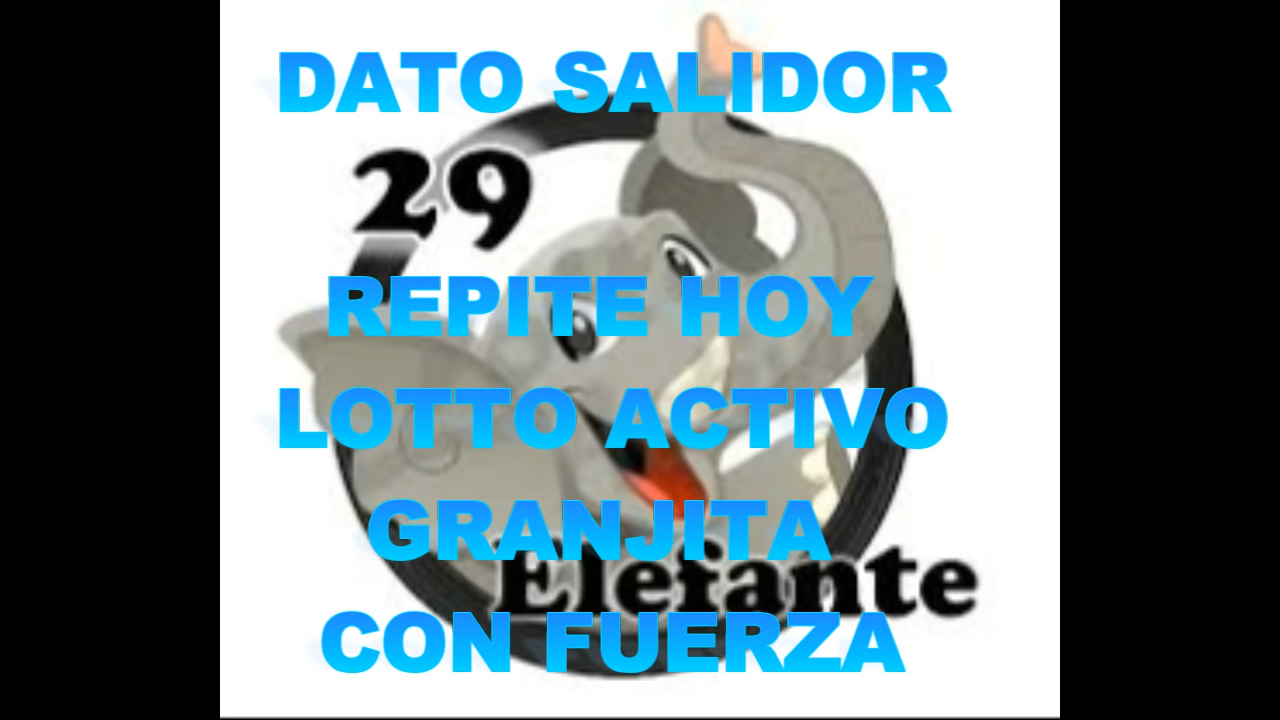 DATO SALIDOR
29
REPITE HOY
LOTTO ACTIVO
GRANJITA
Elefante
CON FUERZA